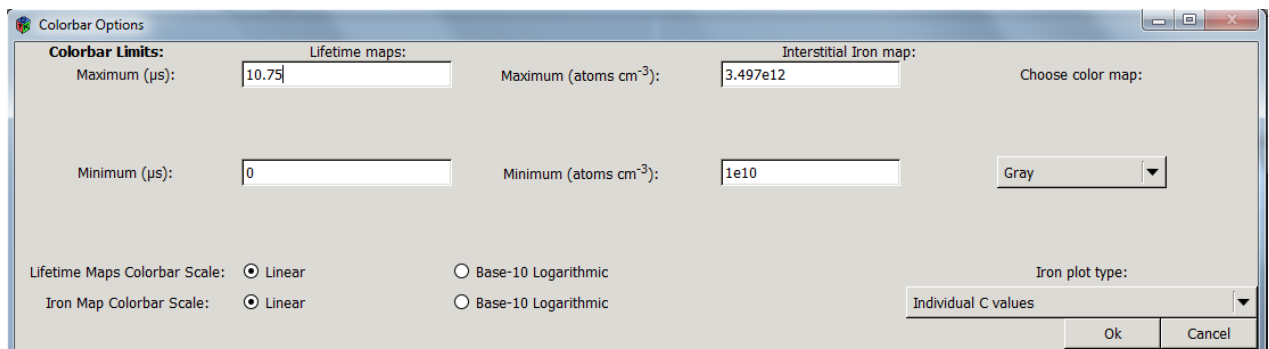 Colorbar Options
Colorbar Limits: Lifetime maps: Interstitial Iron map:
Maximum (µs): 10.75 Maximum (atoms cm⁻³): 3.497e12 Choose color map:
Minimum (µs): 0 Minimum (atoms cm⁻³): 1e10 Gray
Lifetime Maps Colorbar Scale: Linear Base-10 Logarithmic Iron plot type:
Iron Map Colorbar Scale: Linear Base-10 Logarithmic Individual C values
Ok Cancel